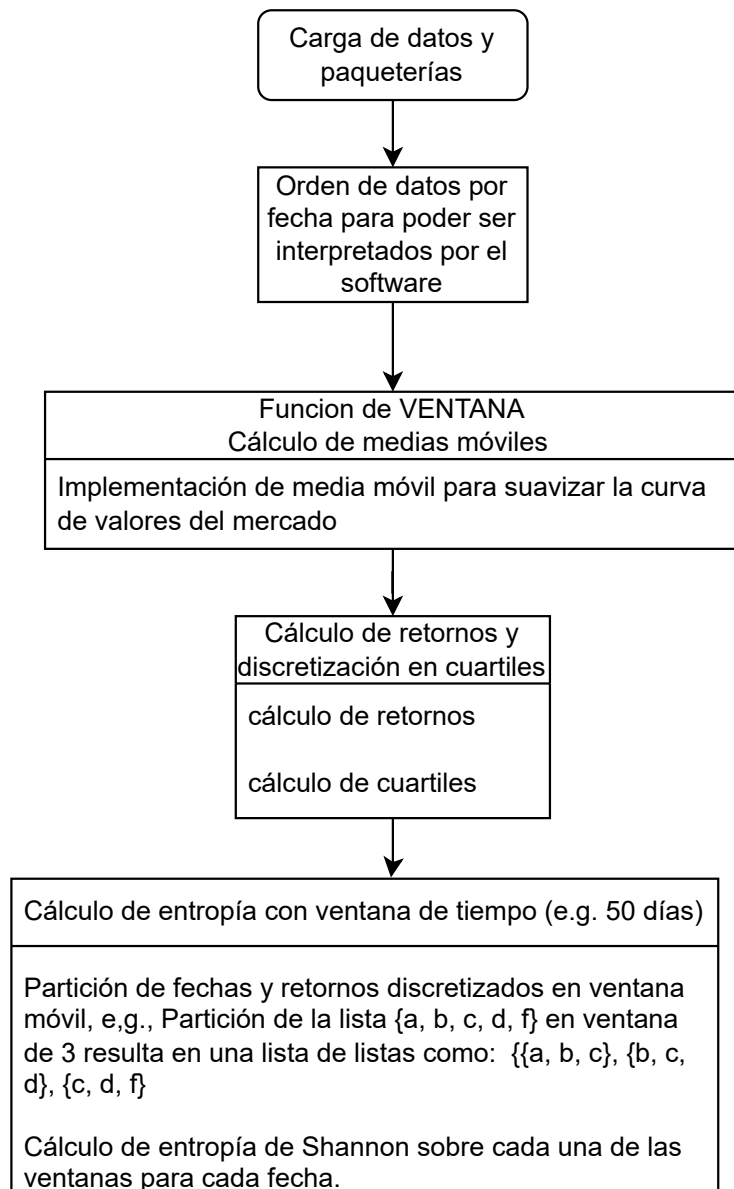 Carga de datos y
paqueterías
Orden de datos por
fecha para poder ser
interpretados por el
software
Funcion de VENTANA
Cálculo de medias móviles
Implementación de media móvil para suavizar la curva
de valores del mercado
Cálculo de retornos y
discretización en cuartiles
cálculo de retornos
cálculo de cuartiles
Cálculo de entropía con ventana de tiempo (e.g. 50 días)
Partición de fechas y retornos discretizados en ventana
móvil, e,g., Partición de la lista {a, b, c, d, f} en ventana
de 3 resulta en una lista de listas como:  {{a, b, c}, {b, c,
d}, {c, d, f}
Cálculo de entropía de Shannon sobre cada una de las
ventanas para cada fecha.